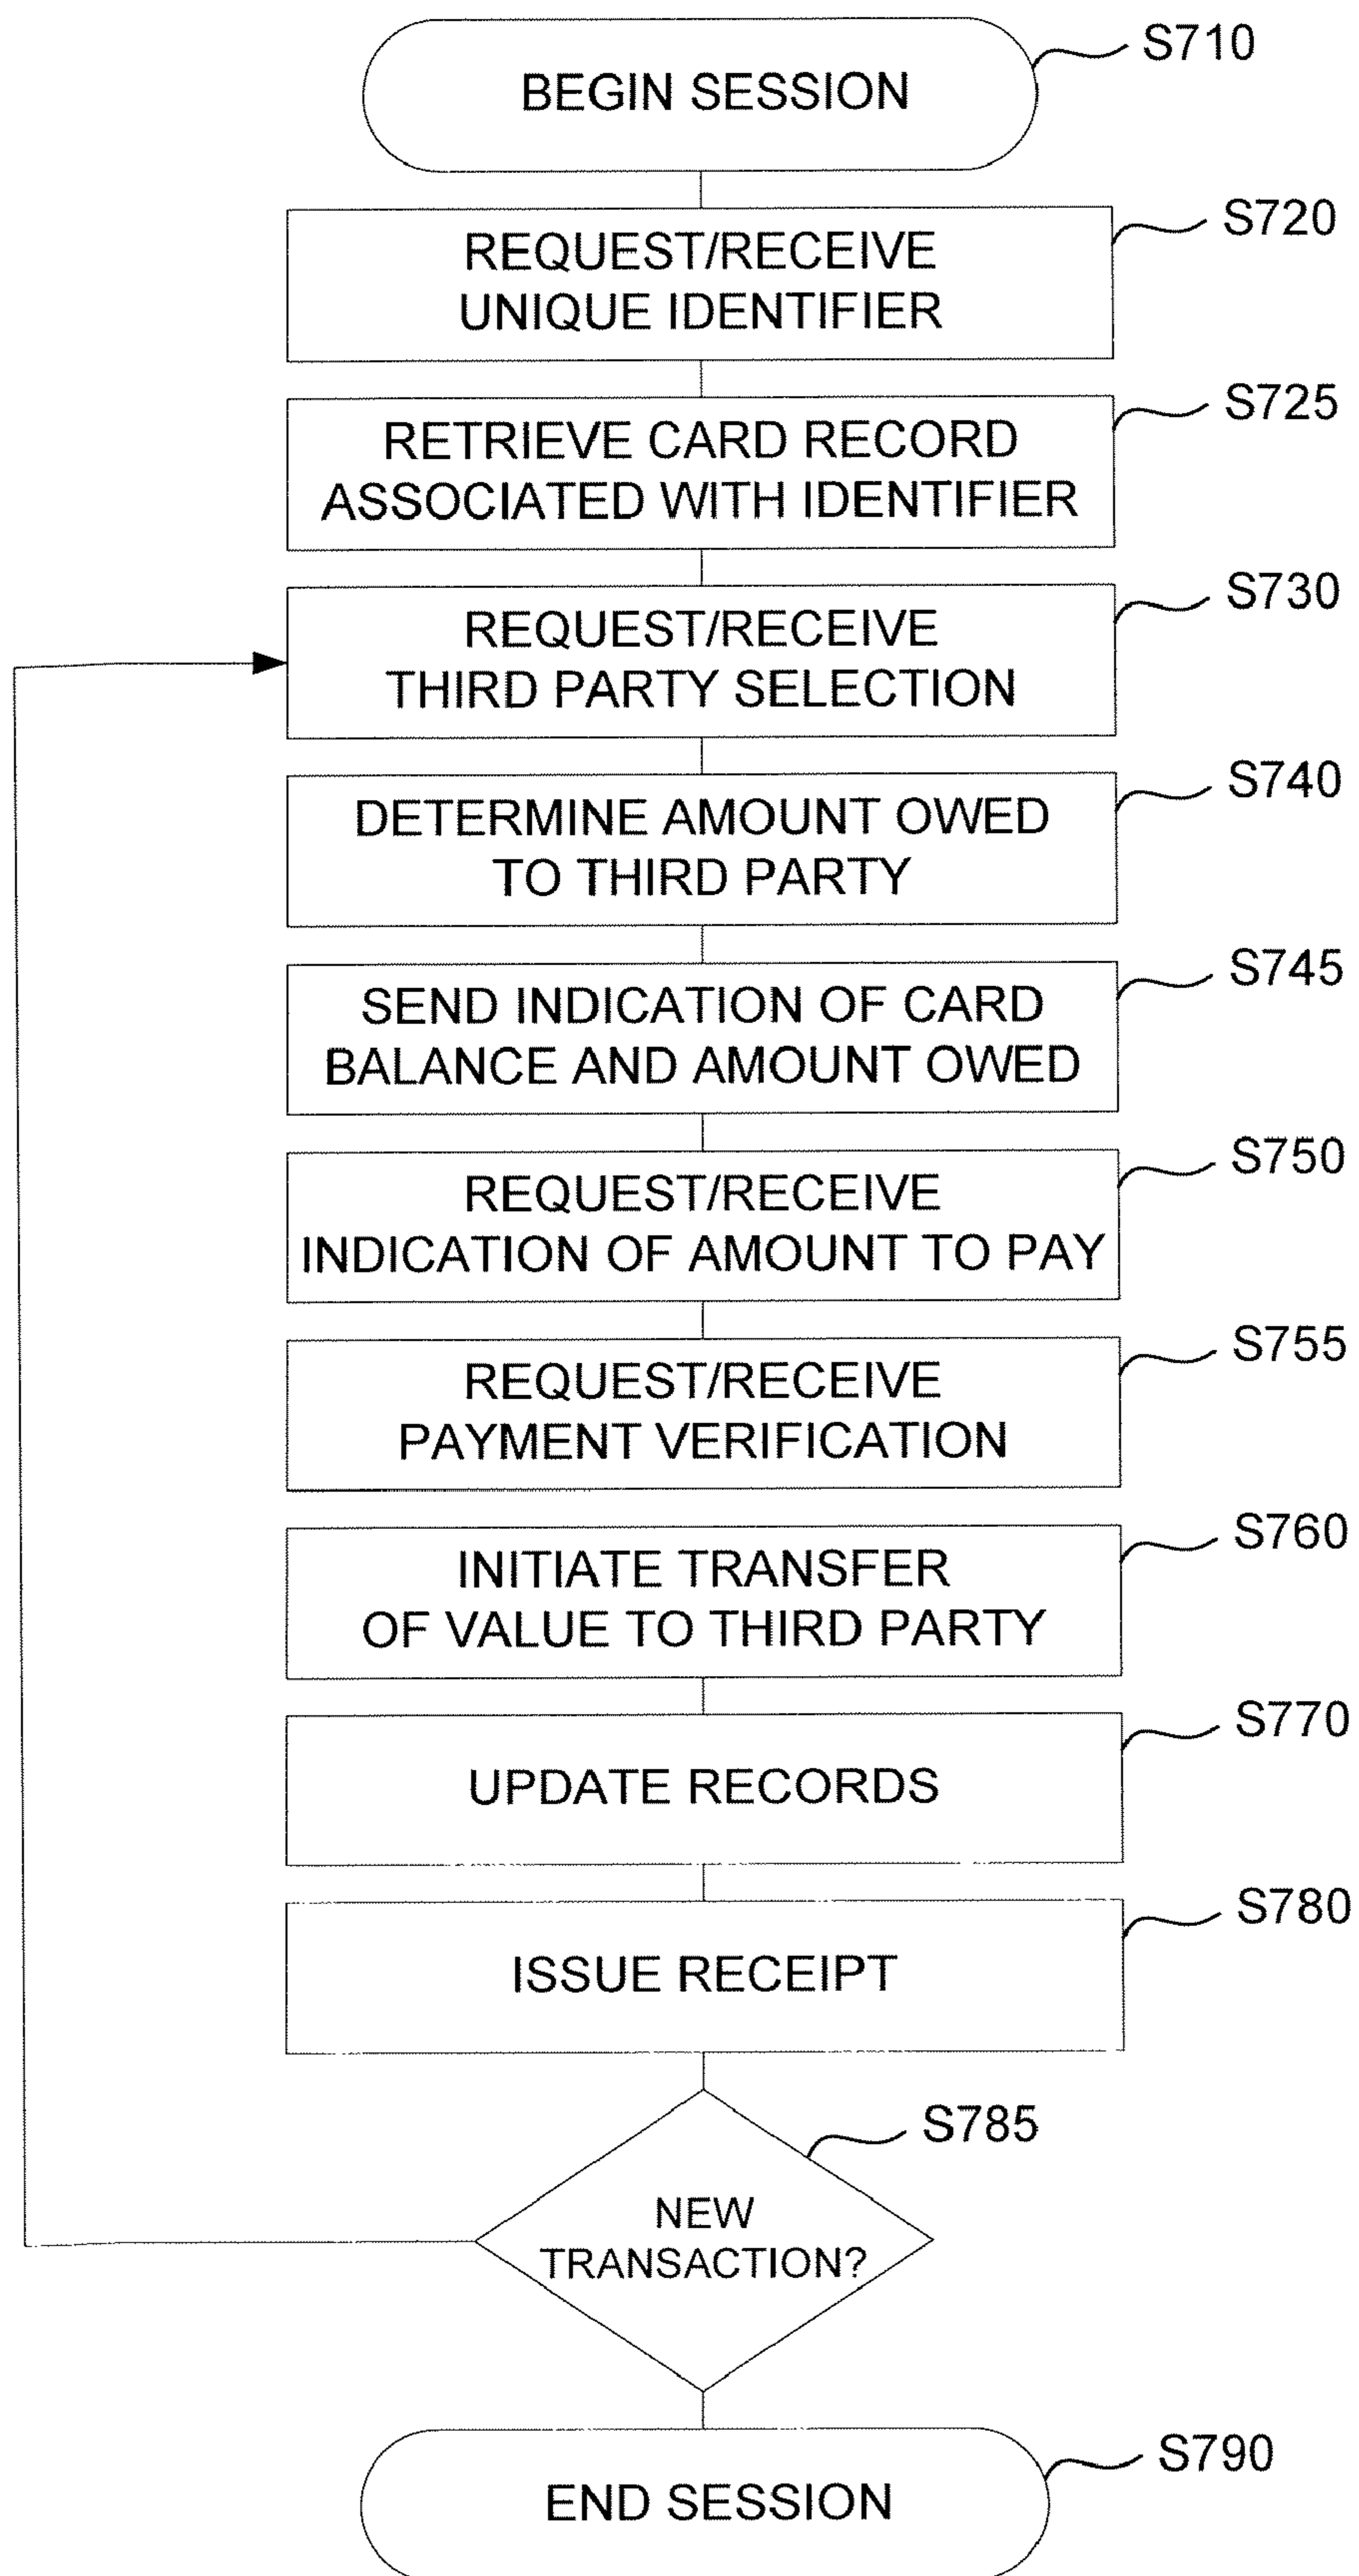 S710
BEGIN SESSION
S720
REQUEST/RECEIVE
UNIQUE IDENTIFIER
S725
RETRIEVE CARD RECORD
ASSOCIATED WITH IDENTIFIER
S730
REQUEST/RECEIVE
THIRD PARTY SELECTION
S740
DETERMINE AMOUNT OWED
TO THIRD PARTY
S745
SEND INDICATION OF CARD
BALANCE AND AMOUNT OWED
S750
REQUEST/RECEIVE
INDICATION OF AMOUNT TO PAY
S755
REQUEST/RECEIVE
PAYMENT VERIFICATION
S760
INITIATE TRANSFER
OF VALUE TO THIRD PARTY
S770
UPDATE RECORDS
S780
ISSUE RECEIPT
S785
NEW
TRANSACTION?
S790
END SESSION